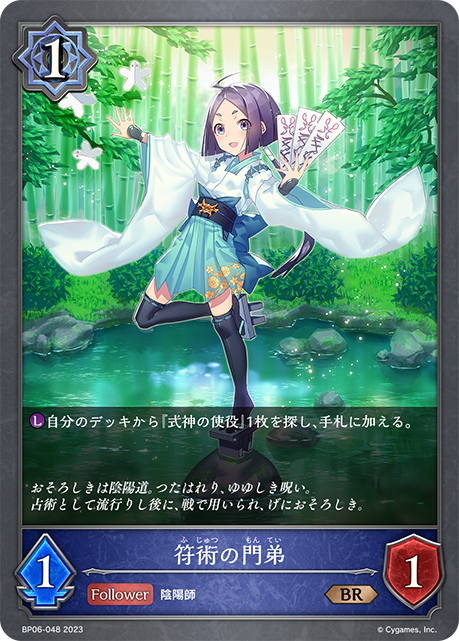 1
L 自分のデッキから『式神の使役』1枚を探し、手札に加える。
おそろしきは陰陽道。つたはれり、ゆゆしき呪い。
占術として流行りし後に、戦で用いられ、げにおそろしき。
ふじゅつ もんてい
符術の門弟
1 Follower 陰陽師 BR 1
BP06-048 2023 © Cygames, Inc.